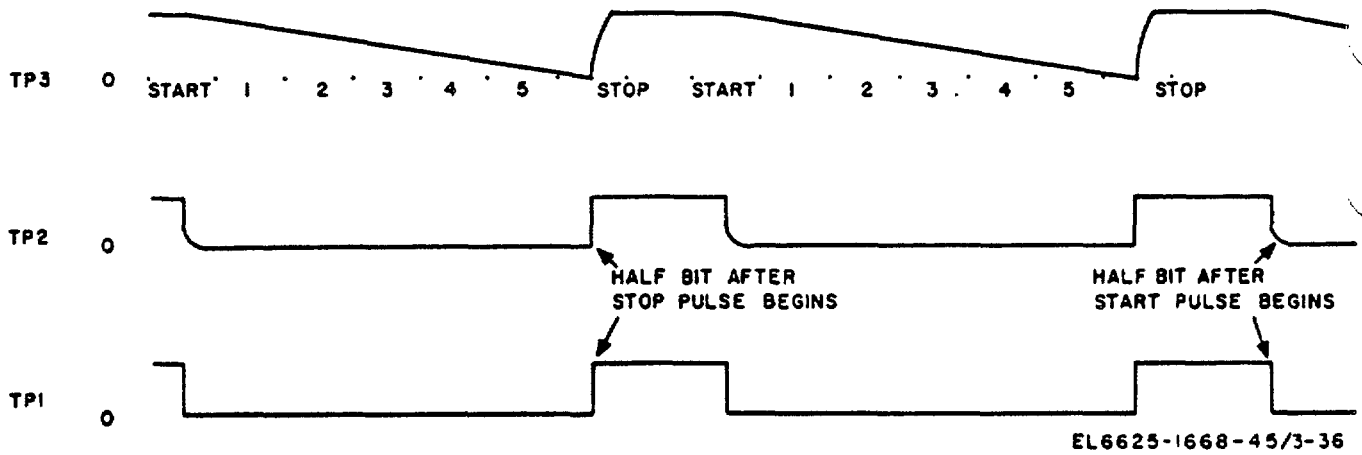 TP3 0 START 1 2 3 4 5 STOP START 1 2 3 4 5 STOP
TP2 0
HALF BIT AFTER
STOP PULSE BEGINS
HALF BIT AFTER
START PULSE BEGINS
TP1 0
EL6625-1668-45/3-36